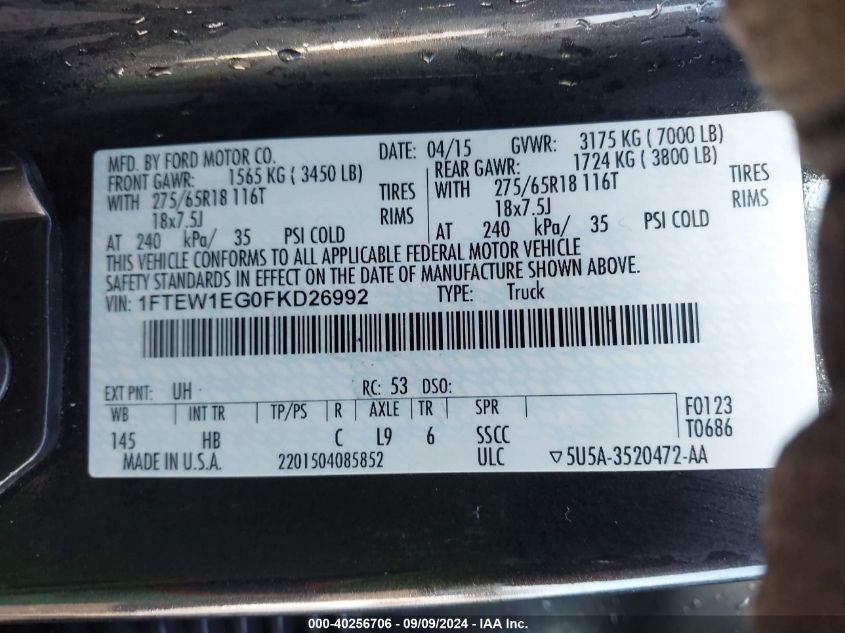 MFD. BY FORD MOTOR CO. DATE: 04/15 GVWR: 3175 KG ( 7000 LB)
FRONT GAWR: 1565 KG ( 3450 LB) REAR GAWR: 1724 KG ( 3800 LB)
WITH 275/65R18 116T TIRES WITH 275/65R18 116T TIRES
18x7.5J RIMS 18x7.5J RIMS
AT 240 kPa/ 35 PSI COLD AT 240 kPa/ 35 PSI COLD
THIS VEHICLE CONFORMS TO ALL APPLICABLE FEDERAL MOTOR VEHICLE
SAFETY STANDARDS IN EFFECT ON THE DATE OF MANUFACTURE SHOWN ABOVE.
VIN: 1FTEW1EG0FKD26992 TYPE: Truck
EXT PNT: UH RC: 53 DSO:
WB INT TR TP/PS R AXLE TR SPR F0123
145 HB C L9 6 SSCC T0686
MADE IN U.S.A. 2201504085852 ULC ▽5U5A-3520472-AA
000-40256706 - 09/09/2024 - IAA Inc.